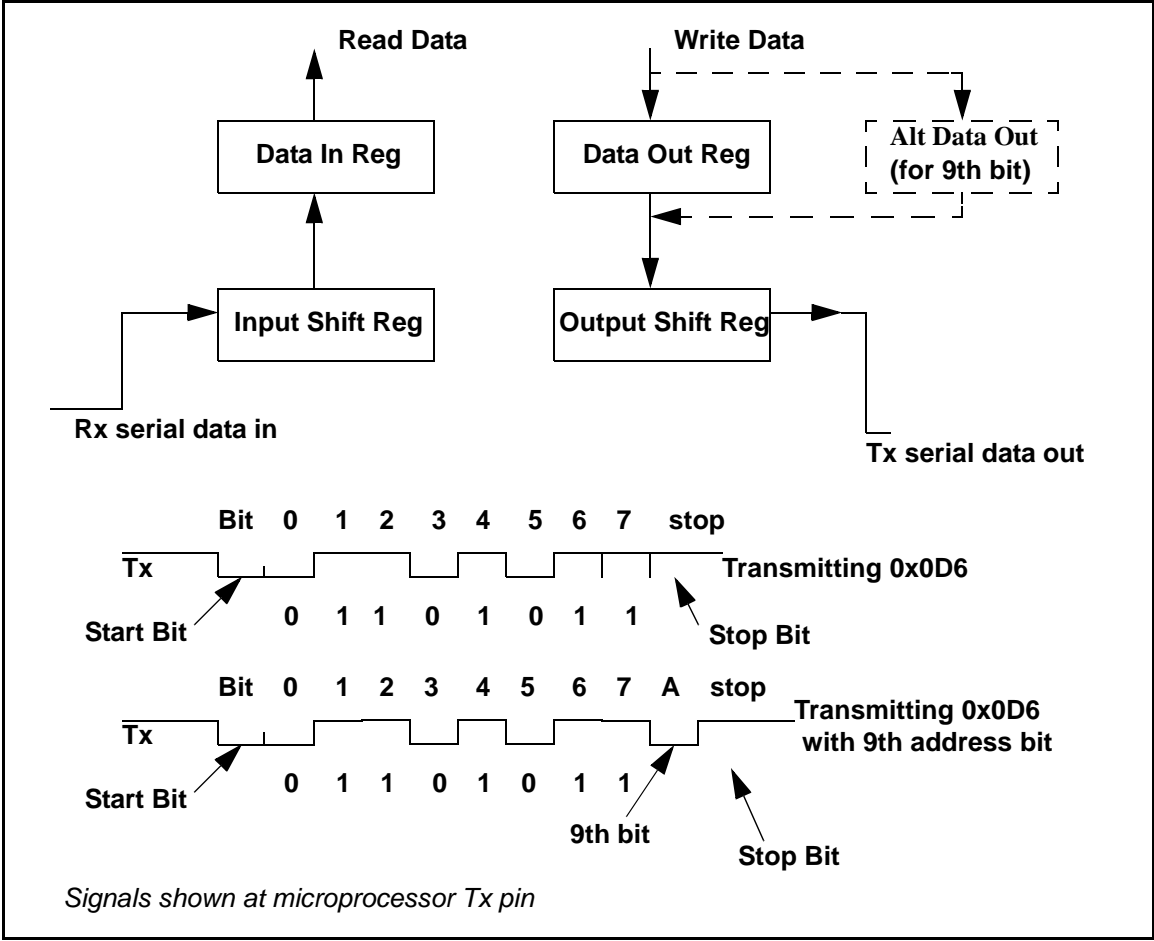 Read Data
Write Data
Data In Reg
Data Out Reg
Alt Data Out
(for 9th bit)
Input Shift Reg
Output Shift Reg
Rx serial data in
Tx serial data out
Bit 0 1 2 3 4 5 6 7 stop
Tx
Transmitting 0x0D6
0 1 1 0 1 0 1 1
Start Bit
Stop Bit
Bit 0 1 2 3 4 5 6 7 A stop
Tx
Transmitting 0x0D6
with 9th address bit
0 1 1 0 1 0 1 1
Start Bit
9th bit
Stop Bit
Signals shown at microprocessor Tx pin